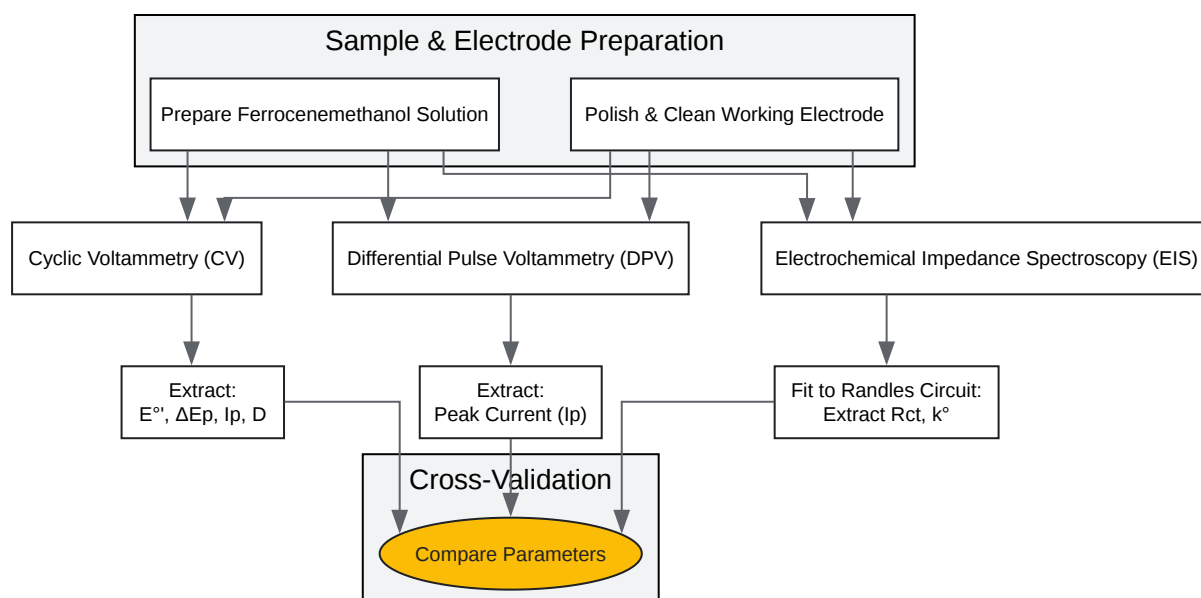 Sample & Electrode Preparation
Prepare Ferrocenemethanol Solution
Polish & Clean Working Electrode
Cyclic Voltammetry (CV)
Differential Pulse Voltammetry (DPV)
Electrochemical Impedance Spectroscopy (EIS)
Extract:
E°', ΔEp, Ip, D
Extract:
Peak Current (Ip)
Fit to Randles Circuit:
Extract Rct, k°
Cross-Validation
Compare Parameters